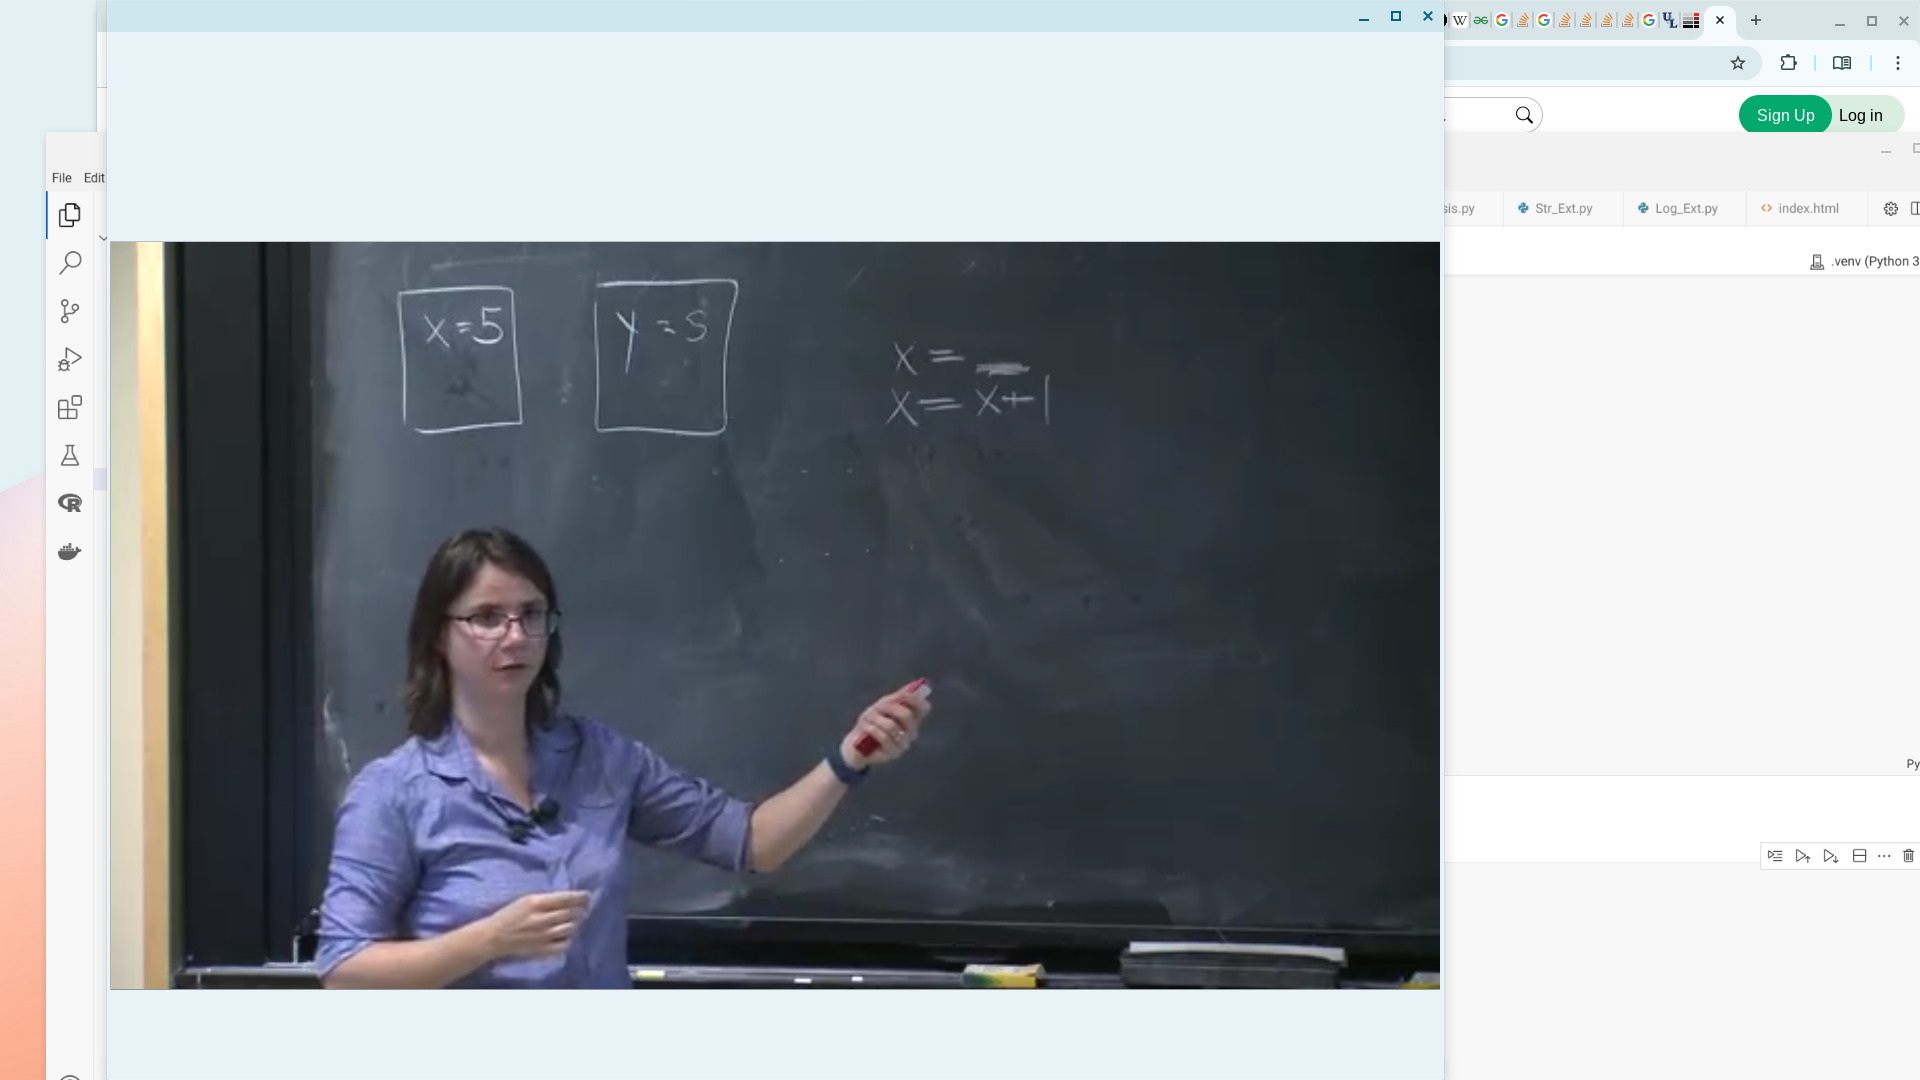 Sign Up
Log in
File Edit
sis.py
Str_Ext.py
Log_Ext.py
index.html
.venv (Python 3
x=5
y=5
x=
x=x+1
Py